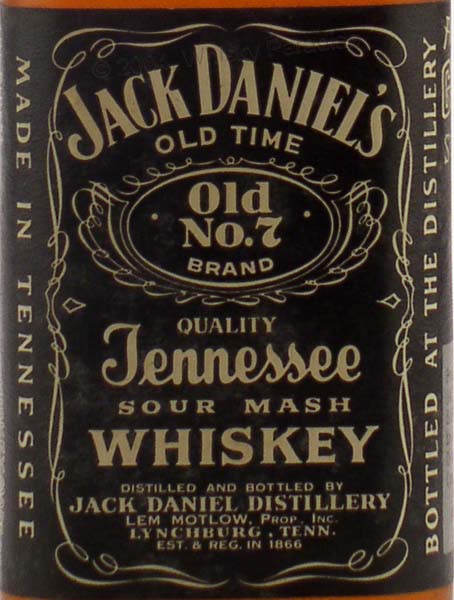 JACK DANIEL'S
OLD TIME
Old
No.7
BRAND
QUALITY
Tennessee
SOUR MASH
WHISKEY
DISTILLED AND BOTTLED BY
JACK DANIEL DISTILLERY
LEM MOTLOW, PROP. INC.
LYNCHBURG, TENN.
EST. & REG. IN 1866
MADE IN TENNESSEE
BOTTLED AT THE DISTILLERY